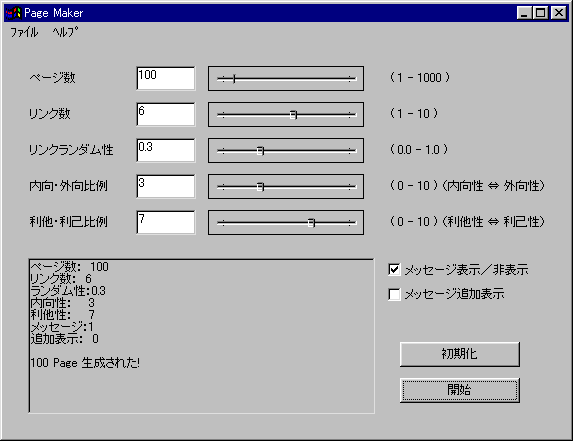 Page Maker
ファイル ヘルプ
ページ数 100 ( 1 - 1000 )
リンク数 6 ( 1 - 10 )
リンクランダム性 0.3 ( 0.0 - 1.0 )
内向・外向比例 3 ( 0 - 10 ) (内向性 ⇔ 外向性)
利他・利己比例 7 ( 0 - 10 ) (利他性 ⇔ 利己性)
ページ数: 100
リンク数: 6
ランダム性:0.3
内向性: 3
利他性: 7
メッセージ:1
追加表示: 0
100 Page 生成された!
メッセージ表示／非表示
メッセージ追加表示
初期化
開始